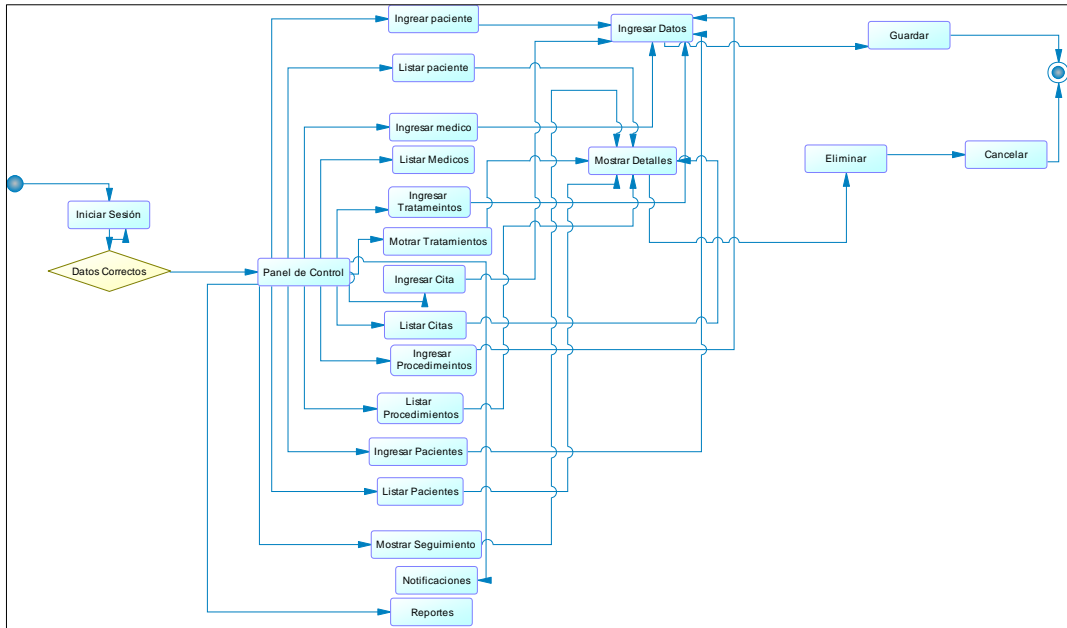 Ingrear paciente
Ingresar Datos
Guardar
Listar paciente
Ingresar medico
Listar Medicos
Mostrar Detalles
Eliminar
Cancelar
Iniciar Sesión
Ingresar
Tratameintos
Motrar Tratamientos
Datos Correctos
Panel de Control
Ingresar Cita
Listar Citas
Ingresar
Procedimeintos
Listar
Procedimientos
Ingresar Pacientes
Listar Pacientes
Mostrar Seguimiento
Notificaciones
Reportes